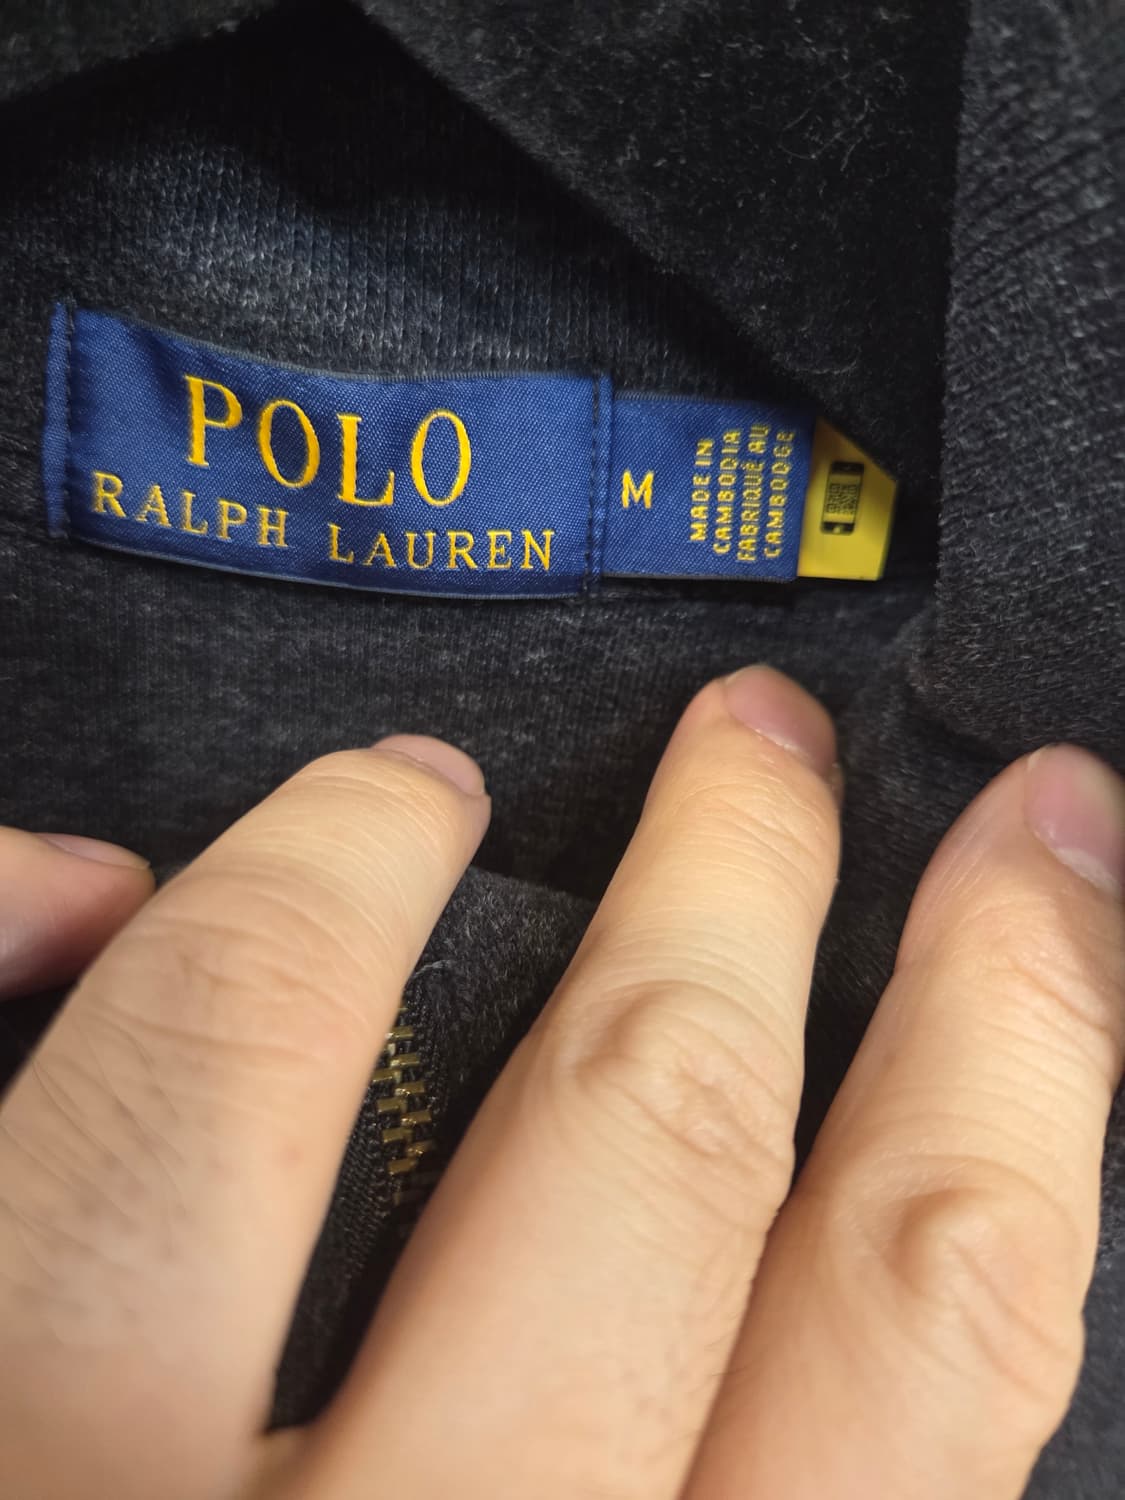 POLO
RALPH LAUREN
M
MADE IN
CAMBODIA
FABRIQUÉ AU
CAMBODGE